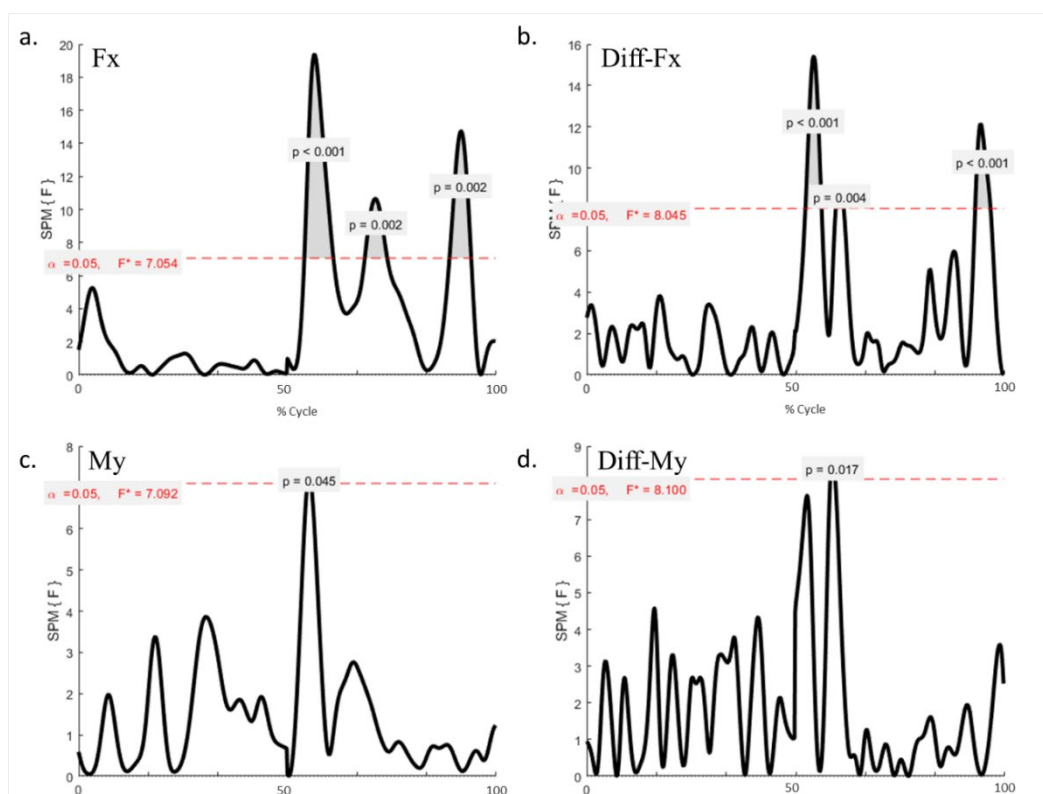 a.
Fx
20
18
16
14
12
10
8
6
4
2
0
SPM { F }
p < 0.001
p = 0.002
p = 0.002
α =0.05, F* = 7.054
0
50
100
% Cycle
b.
Diff-Fx
16
14
12
10
8
6
4
2
0
SPM { F }
p < 0.001
p = 0.004
p < 0.001
α =0.05, F* = 8.045
0
50
100
% Cycle
c.
My
8
6
5
4
3
2
1
0
SPM { F }
p = 0.045
α =0.05, F* = 7.092
0
50
100
d.
Diff-My
9
7
6
5
4
3
2
1
0
SPM { F }
p = 0.017
α =0.05, F* = 8.100
0
50
100